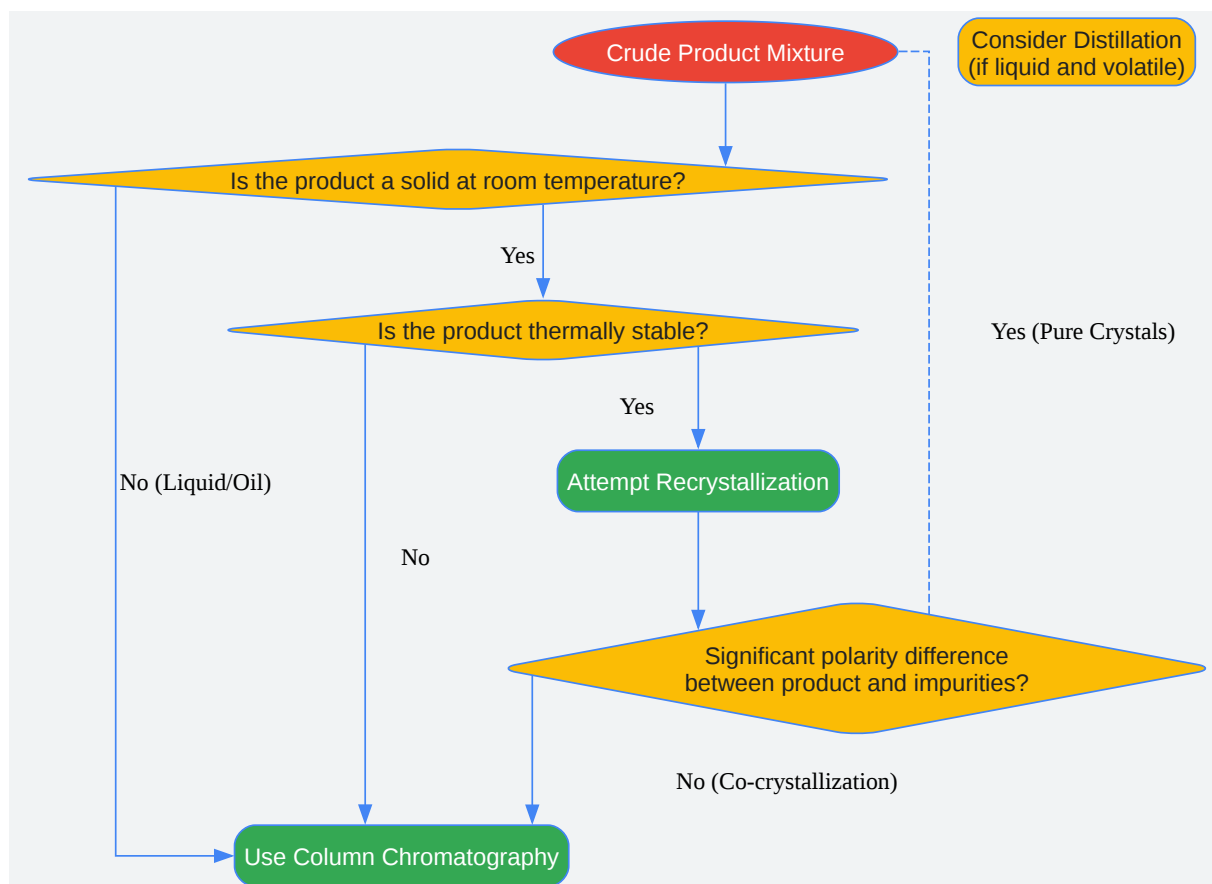 Crude Product Mixture
Consider Distillation
(if liquid and volatile)
Is the product a solid at room temperature?
Yes
Is the product thermally stable?
Yes (Pure Crystals)
Yes
Attempt Recrystallization
No (Liquid/Oil)
No
Significant polarity difference
between product and impurities?
No (Co-crystallization)
Use Column Chromatography